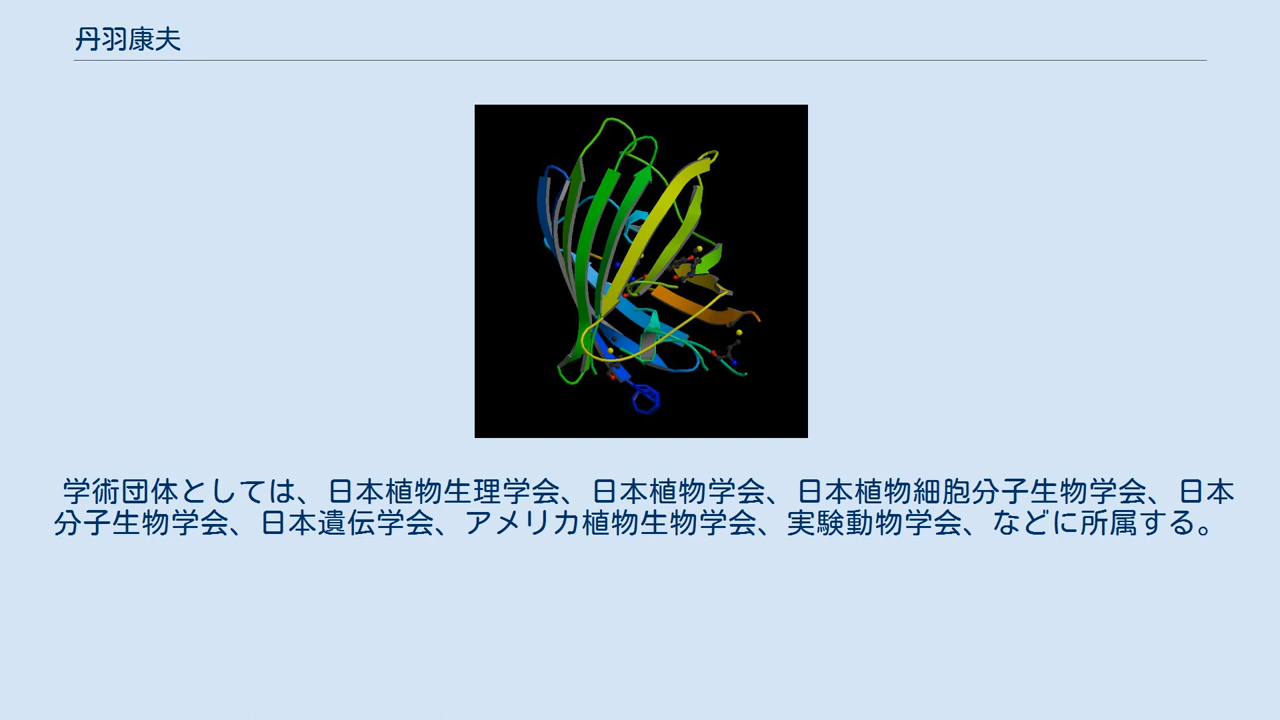 丹羽康夫
学術団体としては、日本植物生理学会、日本植物学会、日本植物細胞分子生物学会、日本
分子生物学会、日本遺伝学会、アメリカ植物生物学会、実験動物学会、などに所属する。